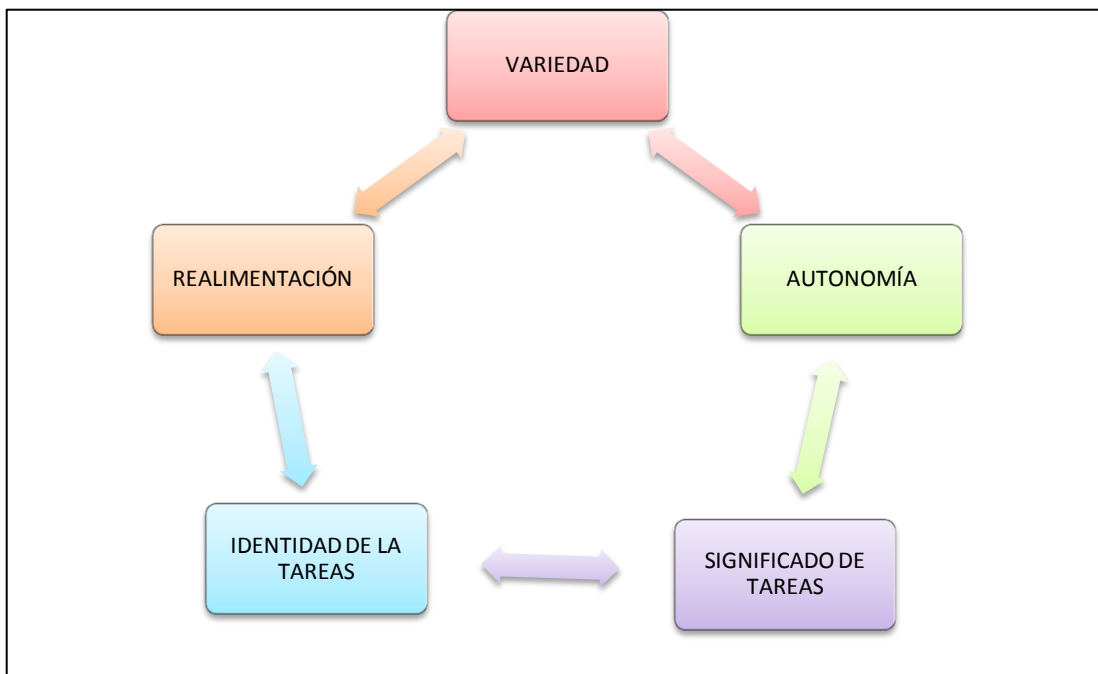 VARIEDAD
REALIMENTACIÓN
AUTONOMÍA
IDENTIDAD DE LA
TAREAS
SIGNIFICADO DE
TAREAS